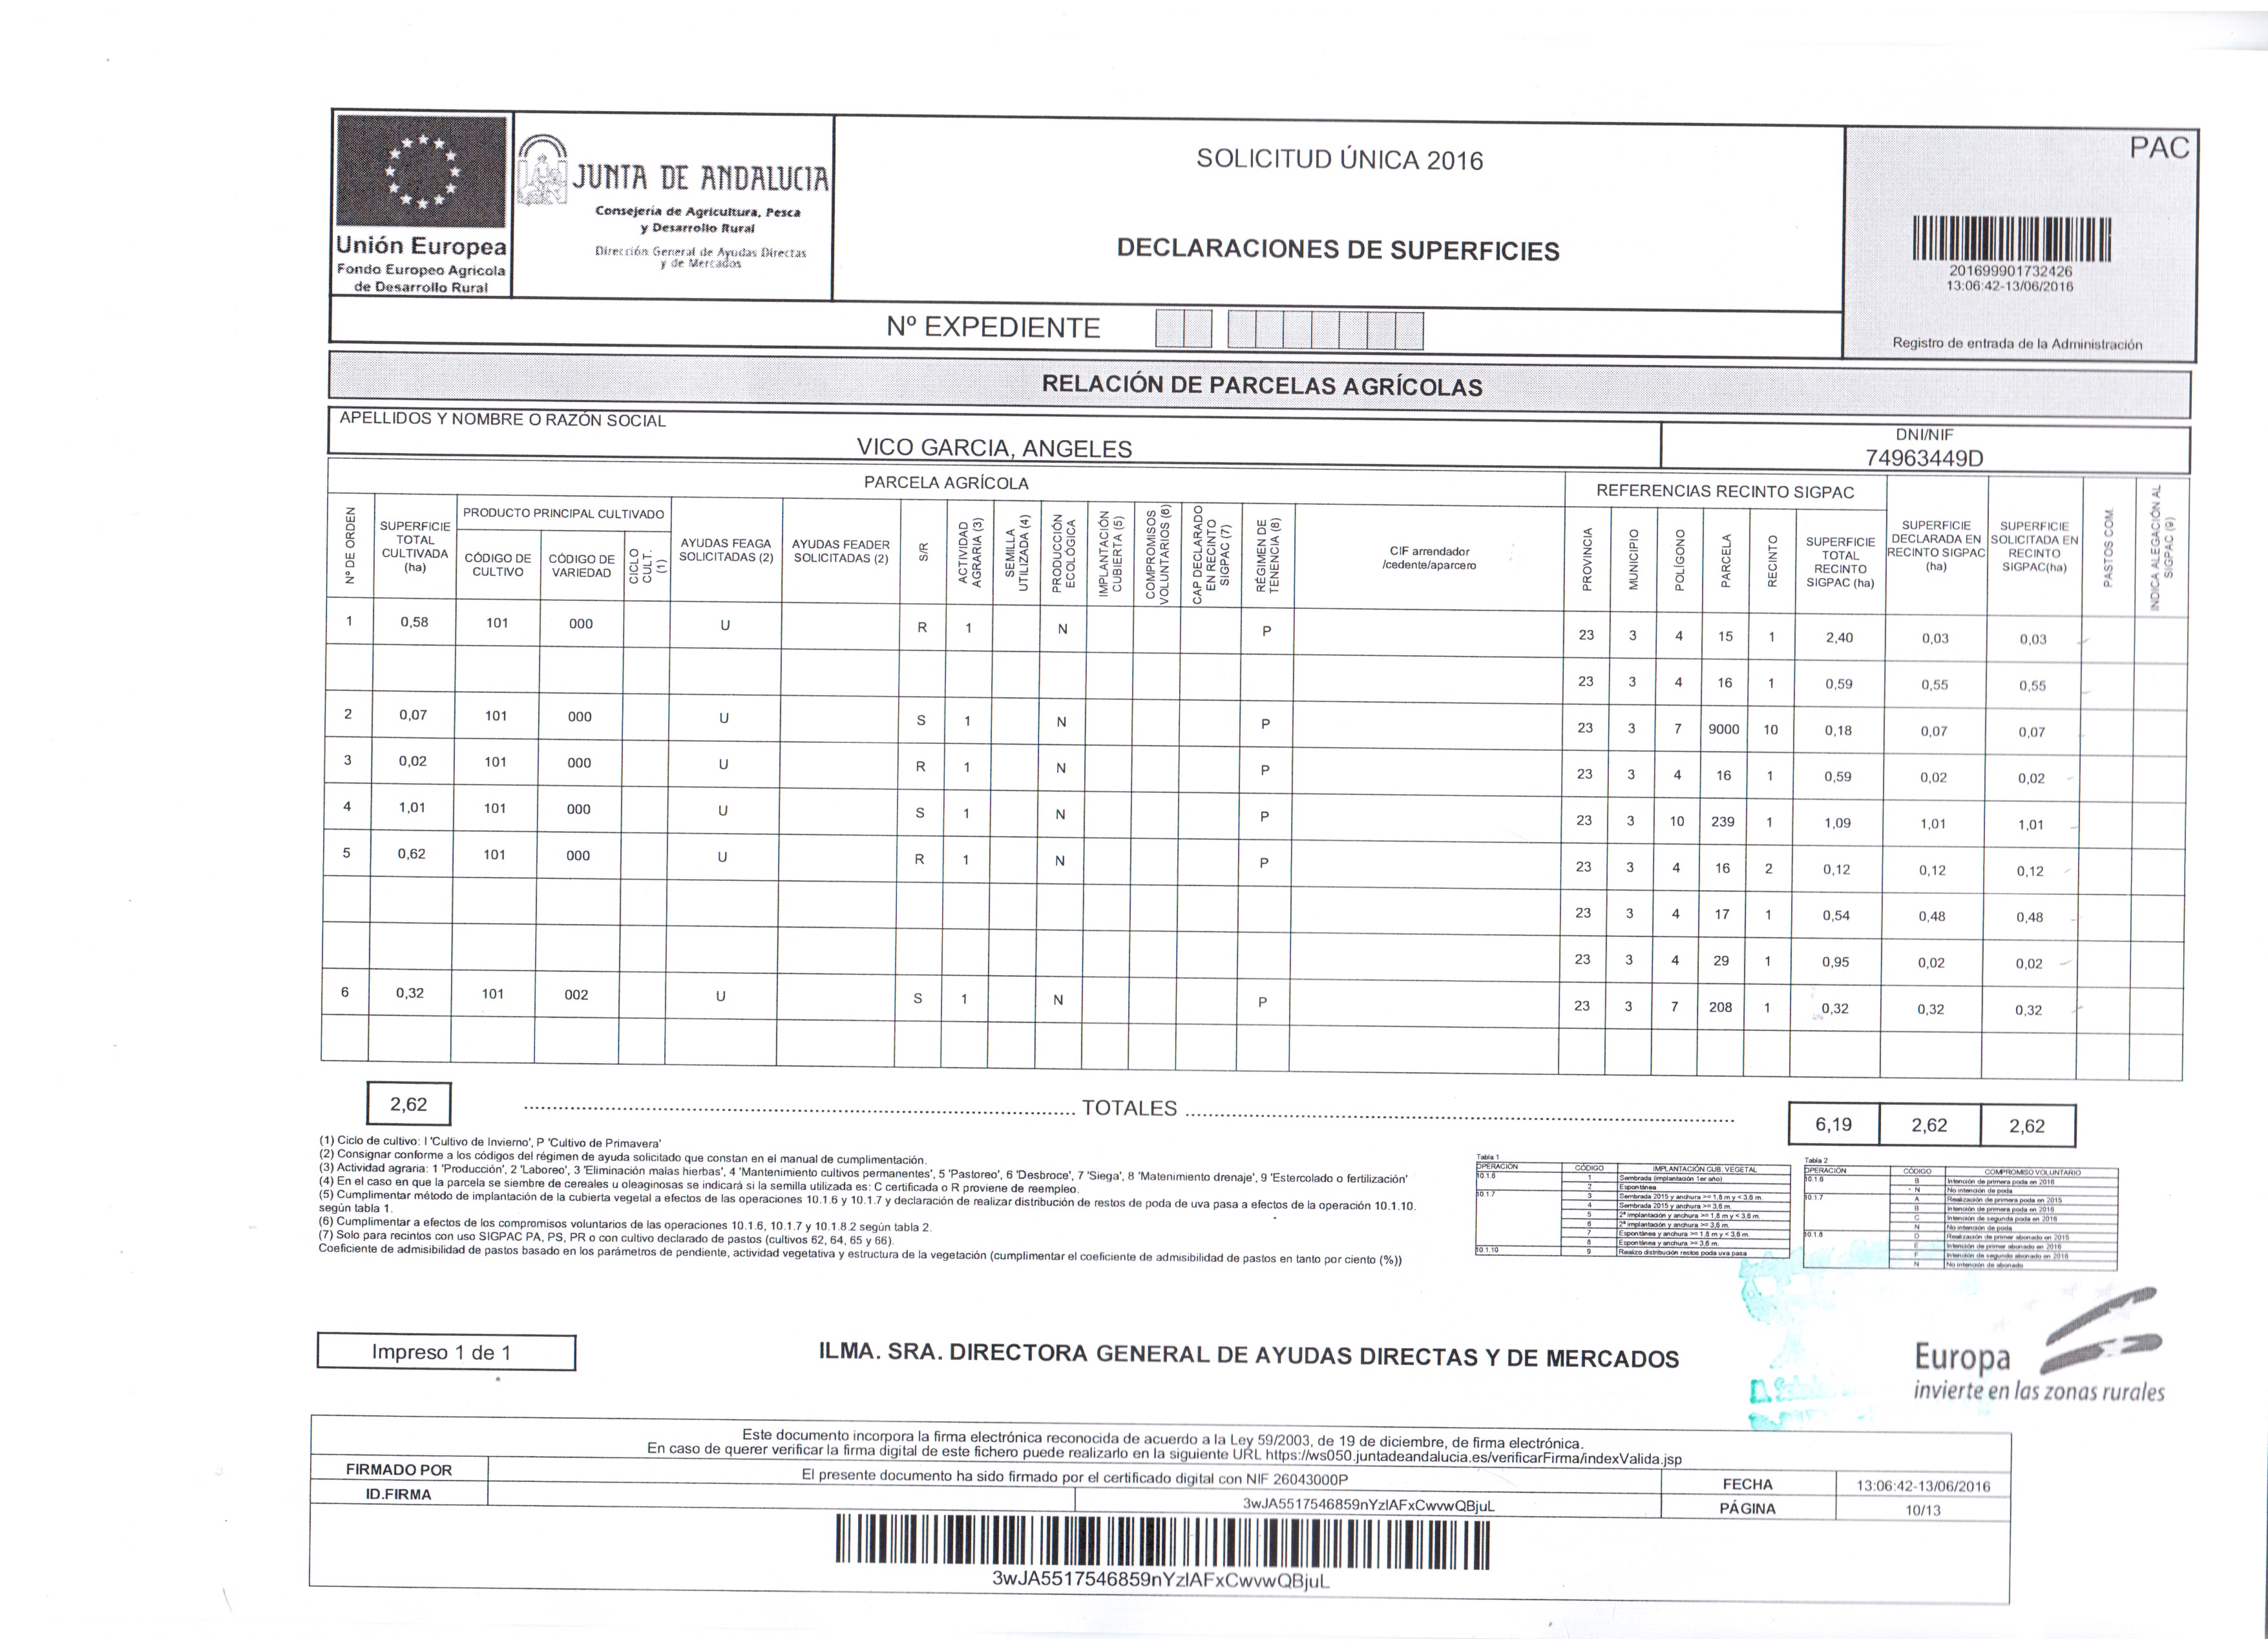 Unión Europea
Fondo Europeo Agrícola
de Desarrollo Rural
JUNTA DE ANDALUCIA
Consejería de Agricultura, Pesca
y Desarrollo Rural
Dirección General de Ayudas Directas
y de Mercados
SOLICITUD ÚNICA 2016
DECLARACIONES DE SUPERFICIES
PAC
201699901732426
13:06:42-13/06/2016
Registro de entrada de la Administración
Nº EXPEDIENTE
RELACIÓN DE PARCELAS AGRÍCOLAS
APELLIDOS Y NOMBRE O RAZÓN SOCIAL
VICO GARCIA, ANGELES
DNI/NIF
74963449D
PARCELA AGRÍCOLA
REFERENCIAS RECINTO SIGPAC
Nº DE ORDEN
SUPERFICIE TOTAL CULTIVADA (ha)
PRODUCTO PRINCIPAL CULTIVADO
CÓDIGO DE CULTIVO
CÓDIGO DE VARIEDAD
CICLO CULT. (1)
AYUDAS FEAGA SOLICITADAS (2)
AYUDAS FEADER SOLICITADAS (2)
S/R
ACTIVIDAD AGRARIA (3)
SEMILLA UTILIZADA (4)
PRODUCCIÓN ECOLÓGICA
IMPLANTACIÓN CUBIERTA (5)
COMPROMISOS VOLUNTARIOS (6)
CAP DECLARADO EN RECINTO SIGPAC (7)
RÉGIMEN DE TENENCIA (8)
CIF arrendador /cedente/aparcero
PROVINCIA
MUNICIPIO
POLÍGONO
PARCELA
RECINTO
SUPERFICIE TOTAL RECINTO SIGPAC (ha)
SUPERFICIE DECLARADA EN RECINTO SIGPAC (ha)
SUPERFICIE SOLICITADA EN RECINTO SIGPAC(ha)
PASTOS COM.
INDICA ALEGACIÓN AL SIGPAC (9)
1 0,58 101 000 U R 1 N P 23 3 4 15 1 2,40 0,03 0,03
23 3 4 16 1 0,59 0,55 0,55
2 0,07 101 000 U S 1 N P 23 3 7 9000 10 0,18 0,07 0,07
3 0,02 101 000 U R 1 N P 23 3 4 16 1 0,59 0,02 0,02
4 1,01 101 000 U S 1 N P 23 3 10 239 1 1,09 1,01 1,01
5 0,62 101 000 U R 1 N P 23 3 4 16 2 0,12 0,12 0,12
23 3 4 17 1 0,54 0,48 0,48
23 3 4 29 1 0,95 0,02 0,02
6 0,32 101 002 U S 1 N P 23 3 7 208 1 0,32 0,32 0,32
2,62 TOTALES 6,19 2,62 2,62
(1) Ciclo de cultivo: I 'Cultivo de Invierno', P 'Cultivo de Primavera'
(2) Consignar conforme a los códigos del régimen de ayuda solicitado que constan en el manual de cumplimentación.
(3) Actividad agraria: 1 'Producción', 2 'Laboreo', 3 'Eliminación malas hierbas', 4 'Mantenimiento cultivos permanentes', 5 'Pastoreo', 6 'Desbroce', 7 'Siega', 8 'Matenimiento drenaje', 9 'Estercolado o fertilización'
(4) En el caso en que la parcela se siembre de cereales u oleaginosas se indicará si la semilla utilizada es: C certificada o R proviene de reempleo.
(5) Cumplimentar método de implantación de la cubierta vegetal a efectos de las operaciones 10.1.6 y 10.1.7 y declaración de realizar distribución de restos de poda de uva pasa a efectos de la operación 10.1.10.
según tabla 1.
(6) Cumplimentar a efectos de los compromisos voluntarios de las operaciones 10.1.6, 10.1.7 y 10.1.8.2 según tabla 2.
(7) Solo para recintos con uso SIGPAC PA, PS, PR o con cultivo declarado de pastos (cultivos 62, 64, 65 y 66).
Coeficiente de admisibilidad de pastos basado en los parámetros de pendiente, actividad vegetativa y estructura de la vegetación (cumplimentar el coeficiente de admisibilidad de pastos en tanto por ciento (%))
Tabla 1
OPERACIÓN CÓDIGO IMPLANTACIÓN CUB. VEGETAL
10.1.6 1 Sembrada (implantación 1er año)
2 Espontánea
10.1.7 3 Sembrada 2015 y anchura >= 1,8 m y < 3,6 m.
4 Sembrada 2015 y anchura >= 3,6 m.
5 2ª implantación y anchura >= 1,8 m y < 3,6 m.
6 2ª implantación y anchura >= 3,6 m.
7 Espontánea y anchura >= 1,8 m y < 3,6 m.
8 Espontánea y anchura >= 3,6 m.
10.1.10 9 Realizo distribución restos poda uva pasa
Tabla 2
OPERACIÓN CÓDIGO COMPROMISO VOLUNTARIO
10.1.6 B Intención de primera poda en 2016
N No intención de poda
10.1.7 A Realización de primera poda en 2015
B Intención de primera poda en 2016
C Intención de segunda poda en 2016
N No intención de poda
10.1.8 D Realización de primer abonado en 2015
E Intención de primer abonado en 2016
F Intención de segundo abonado en 2016
N No intención de abonado
Impreso 1 de 1
ILMA. SRA. DIRECTORA GENERAL DE AYUDAS DIRECTAS Y DE MERCADOS
Europa
invierte en las zonas rurales
Este documento incorpora la firma electrónica reconocida de acuerdo a la Ley 59/2003, de 19 de diciembre, de firma electrónica.
En caso de querer verificar la firma digital de este fichero puede realizarlo en la siguiente URL https://ws050.juntadeandalucia.es/verificarFirma/indexValida.jsp
FIRMADO POR El presente documento ha sido firmado por el certificado digital con NIF 26043000P FECHA 13:06:42-13/06/2016
ID.FIRMA 3wJA5517546859nYzIAFxCwvwQBjuL PÁGINA 10/13
3wJA5517546859nYzIAFxCwvwQBjuL